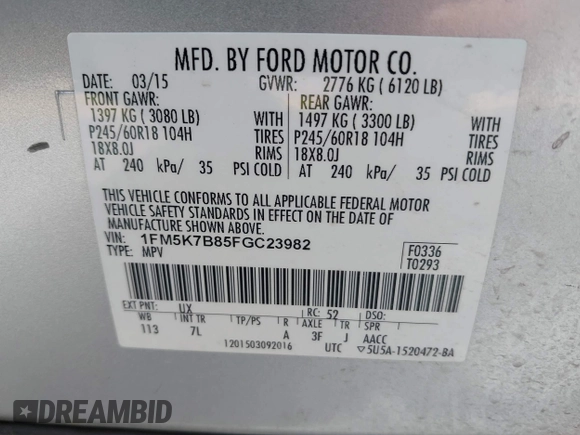 MFD. BY FORD MOTOR CO.
DATE: 03/15 GVWR: 2776 KG ( 6120 LB)
FRONT GAWR: REAR GAWR:
1397 KG ( 3080 LB) WITH 1497 KG ( 3300 LB) WITH
P245/60R18 104H TIRES P245/60R18 104H TIRES
18X8.0J RIMS 18X8.0J RIMS
AT 240 kPa/ 35 PSI COLD AT 240 kPa/ 35 PSI COLD
THIS VEHICLE CONFORMS TO ALL APPLICABLE FEDERAL MOTOR
VEHICLE SAFETY AND BUMPER STANDARDS IN EFFECT ON THE DATE OF
MANUFACTURE SHOWN ABOVE.
VIN: 1FM5K7B85FGC23982 F0336
TYPE: MPV T0293
EXT PNT: UX RC: 52 DSO:
WB INT TR TP/PS R AXLE TR SPR
113 7L A 3F J AACC
1201503092016 UTC 5U5A-1520472-BA
DREAMBID